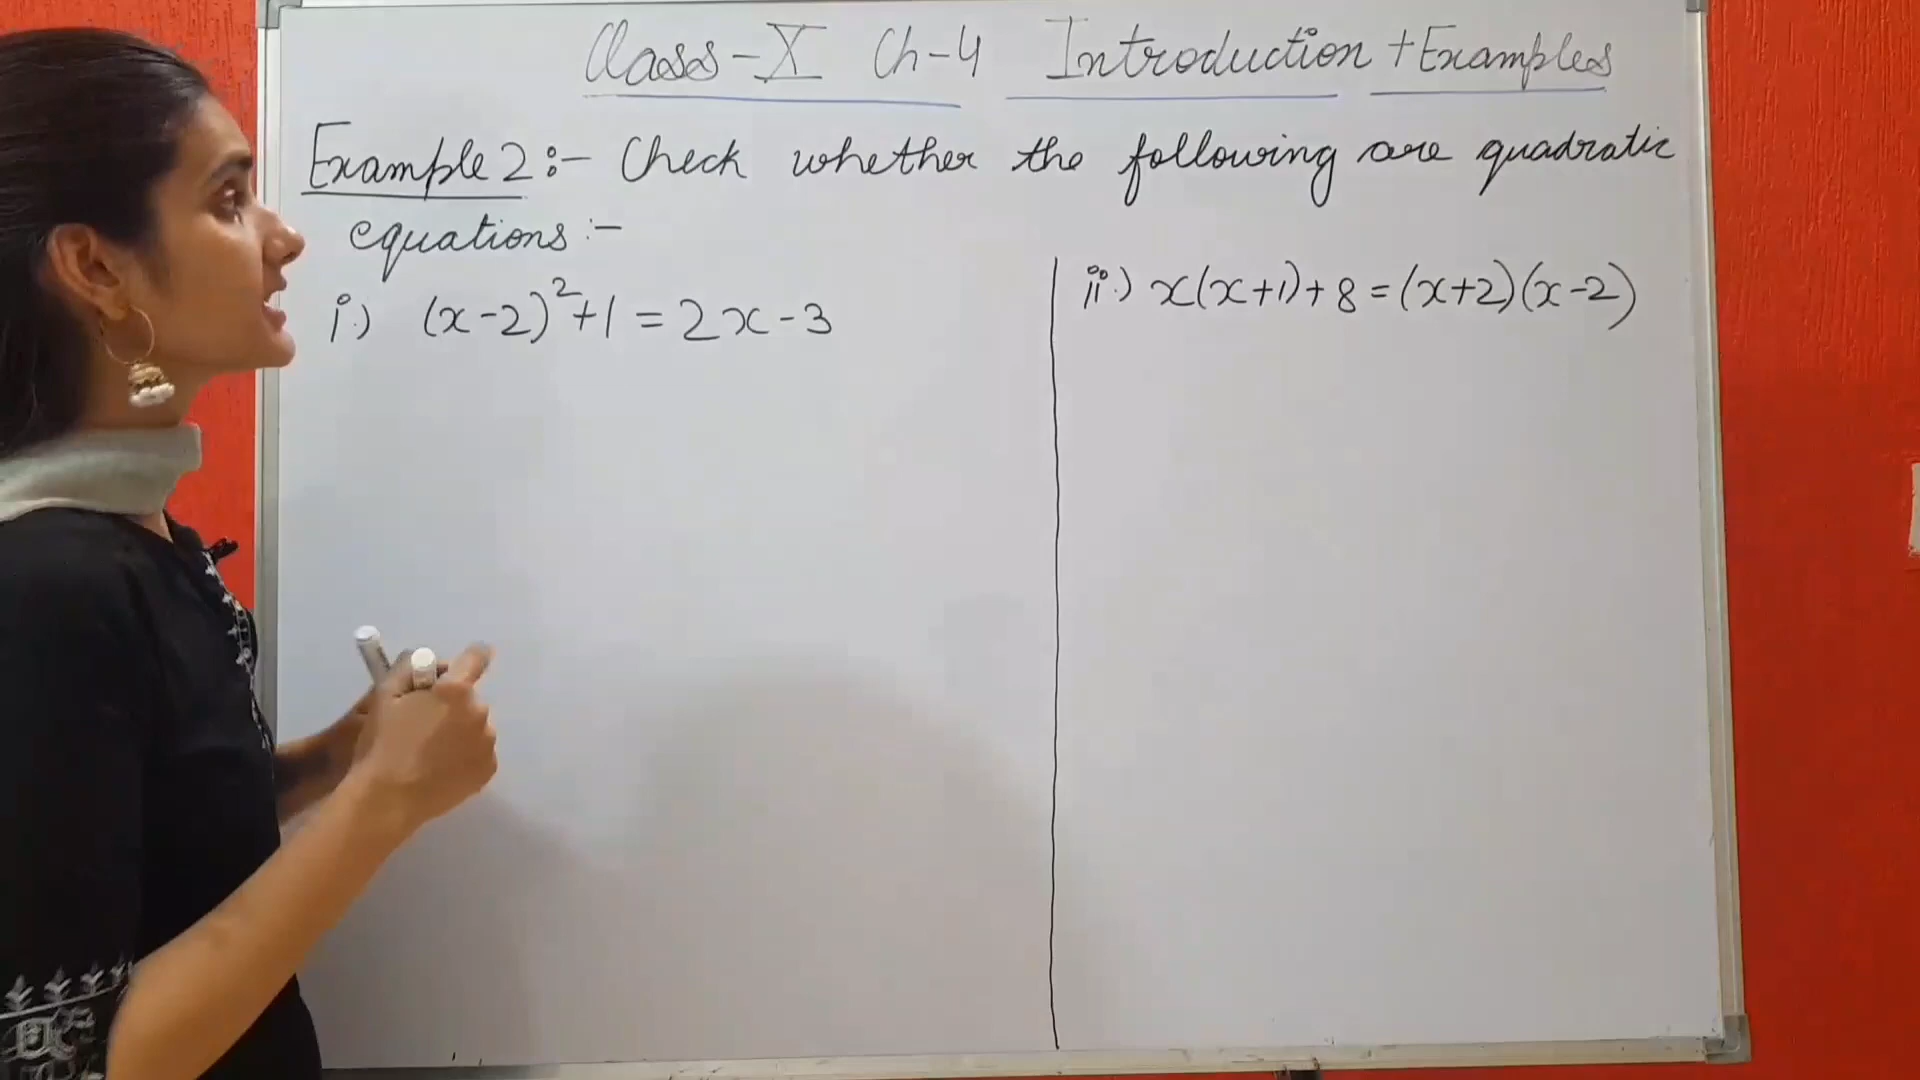 Class-X Ch-4 Introduction + Examples
Example 2:- Check whether the following are quadratic
equations:-
i.) (x-2)²+1=2x-3
ii.) x(x+1)+8=(x+2)(x-2)